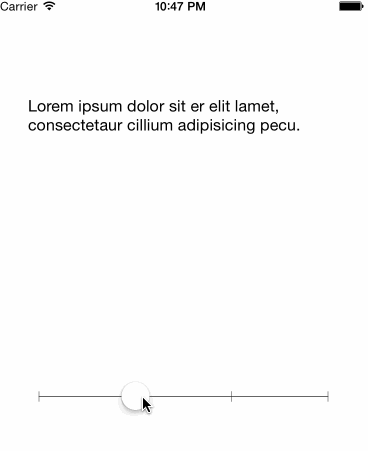 Carrier 10:47 PM
Lorem ipsum dolor sit er elit lamet,
consectetaur cillium adipisicing pecu.